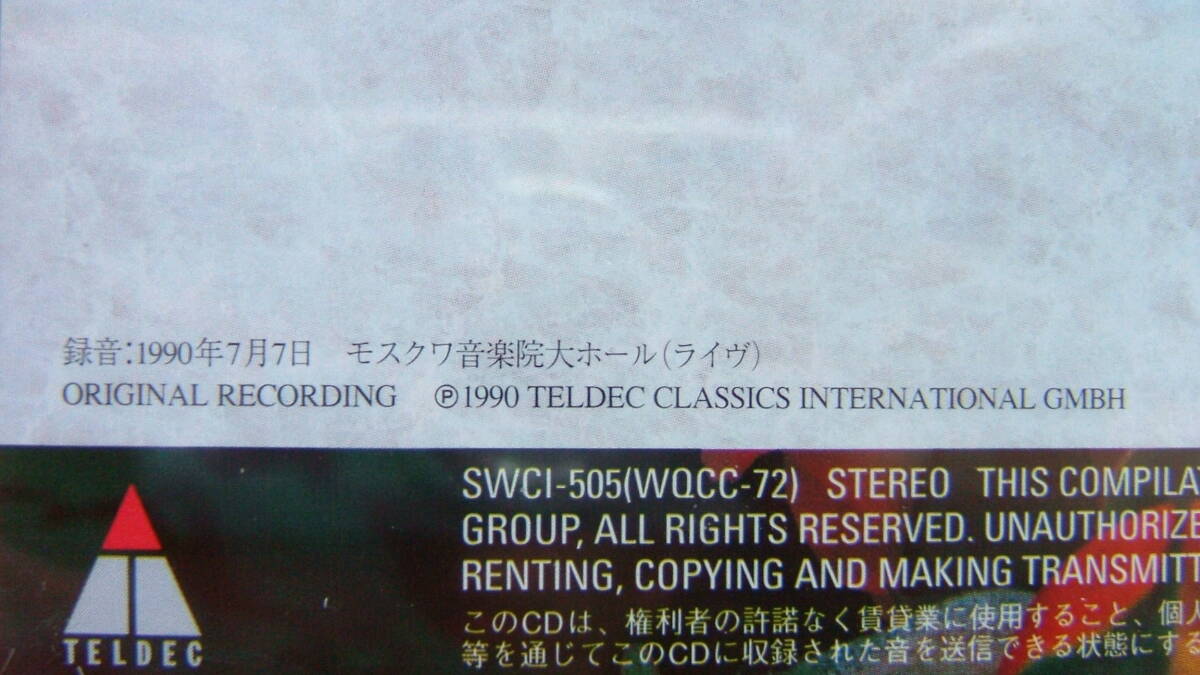 録音：1990年7月7日　モスクワ音楽院大ホール（ライヴ）
ORIGINAL RECORDING　℗1990 TELDEC CLASSICS INTERNATIONAL GMBH
SWCI-505(WQCC-72)　STEREO　THIS COMPILAT
GROUP, ALL RIGHTS RESERVED. UNAUTHORIZE
RENTING, COPYING AND MAKING TRANSMITT
このCDは、権利者の許諾なく賃貸業に使用すること、個人
等を通じてこのCDに収録された音を送信できる状態にする
TELDEC